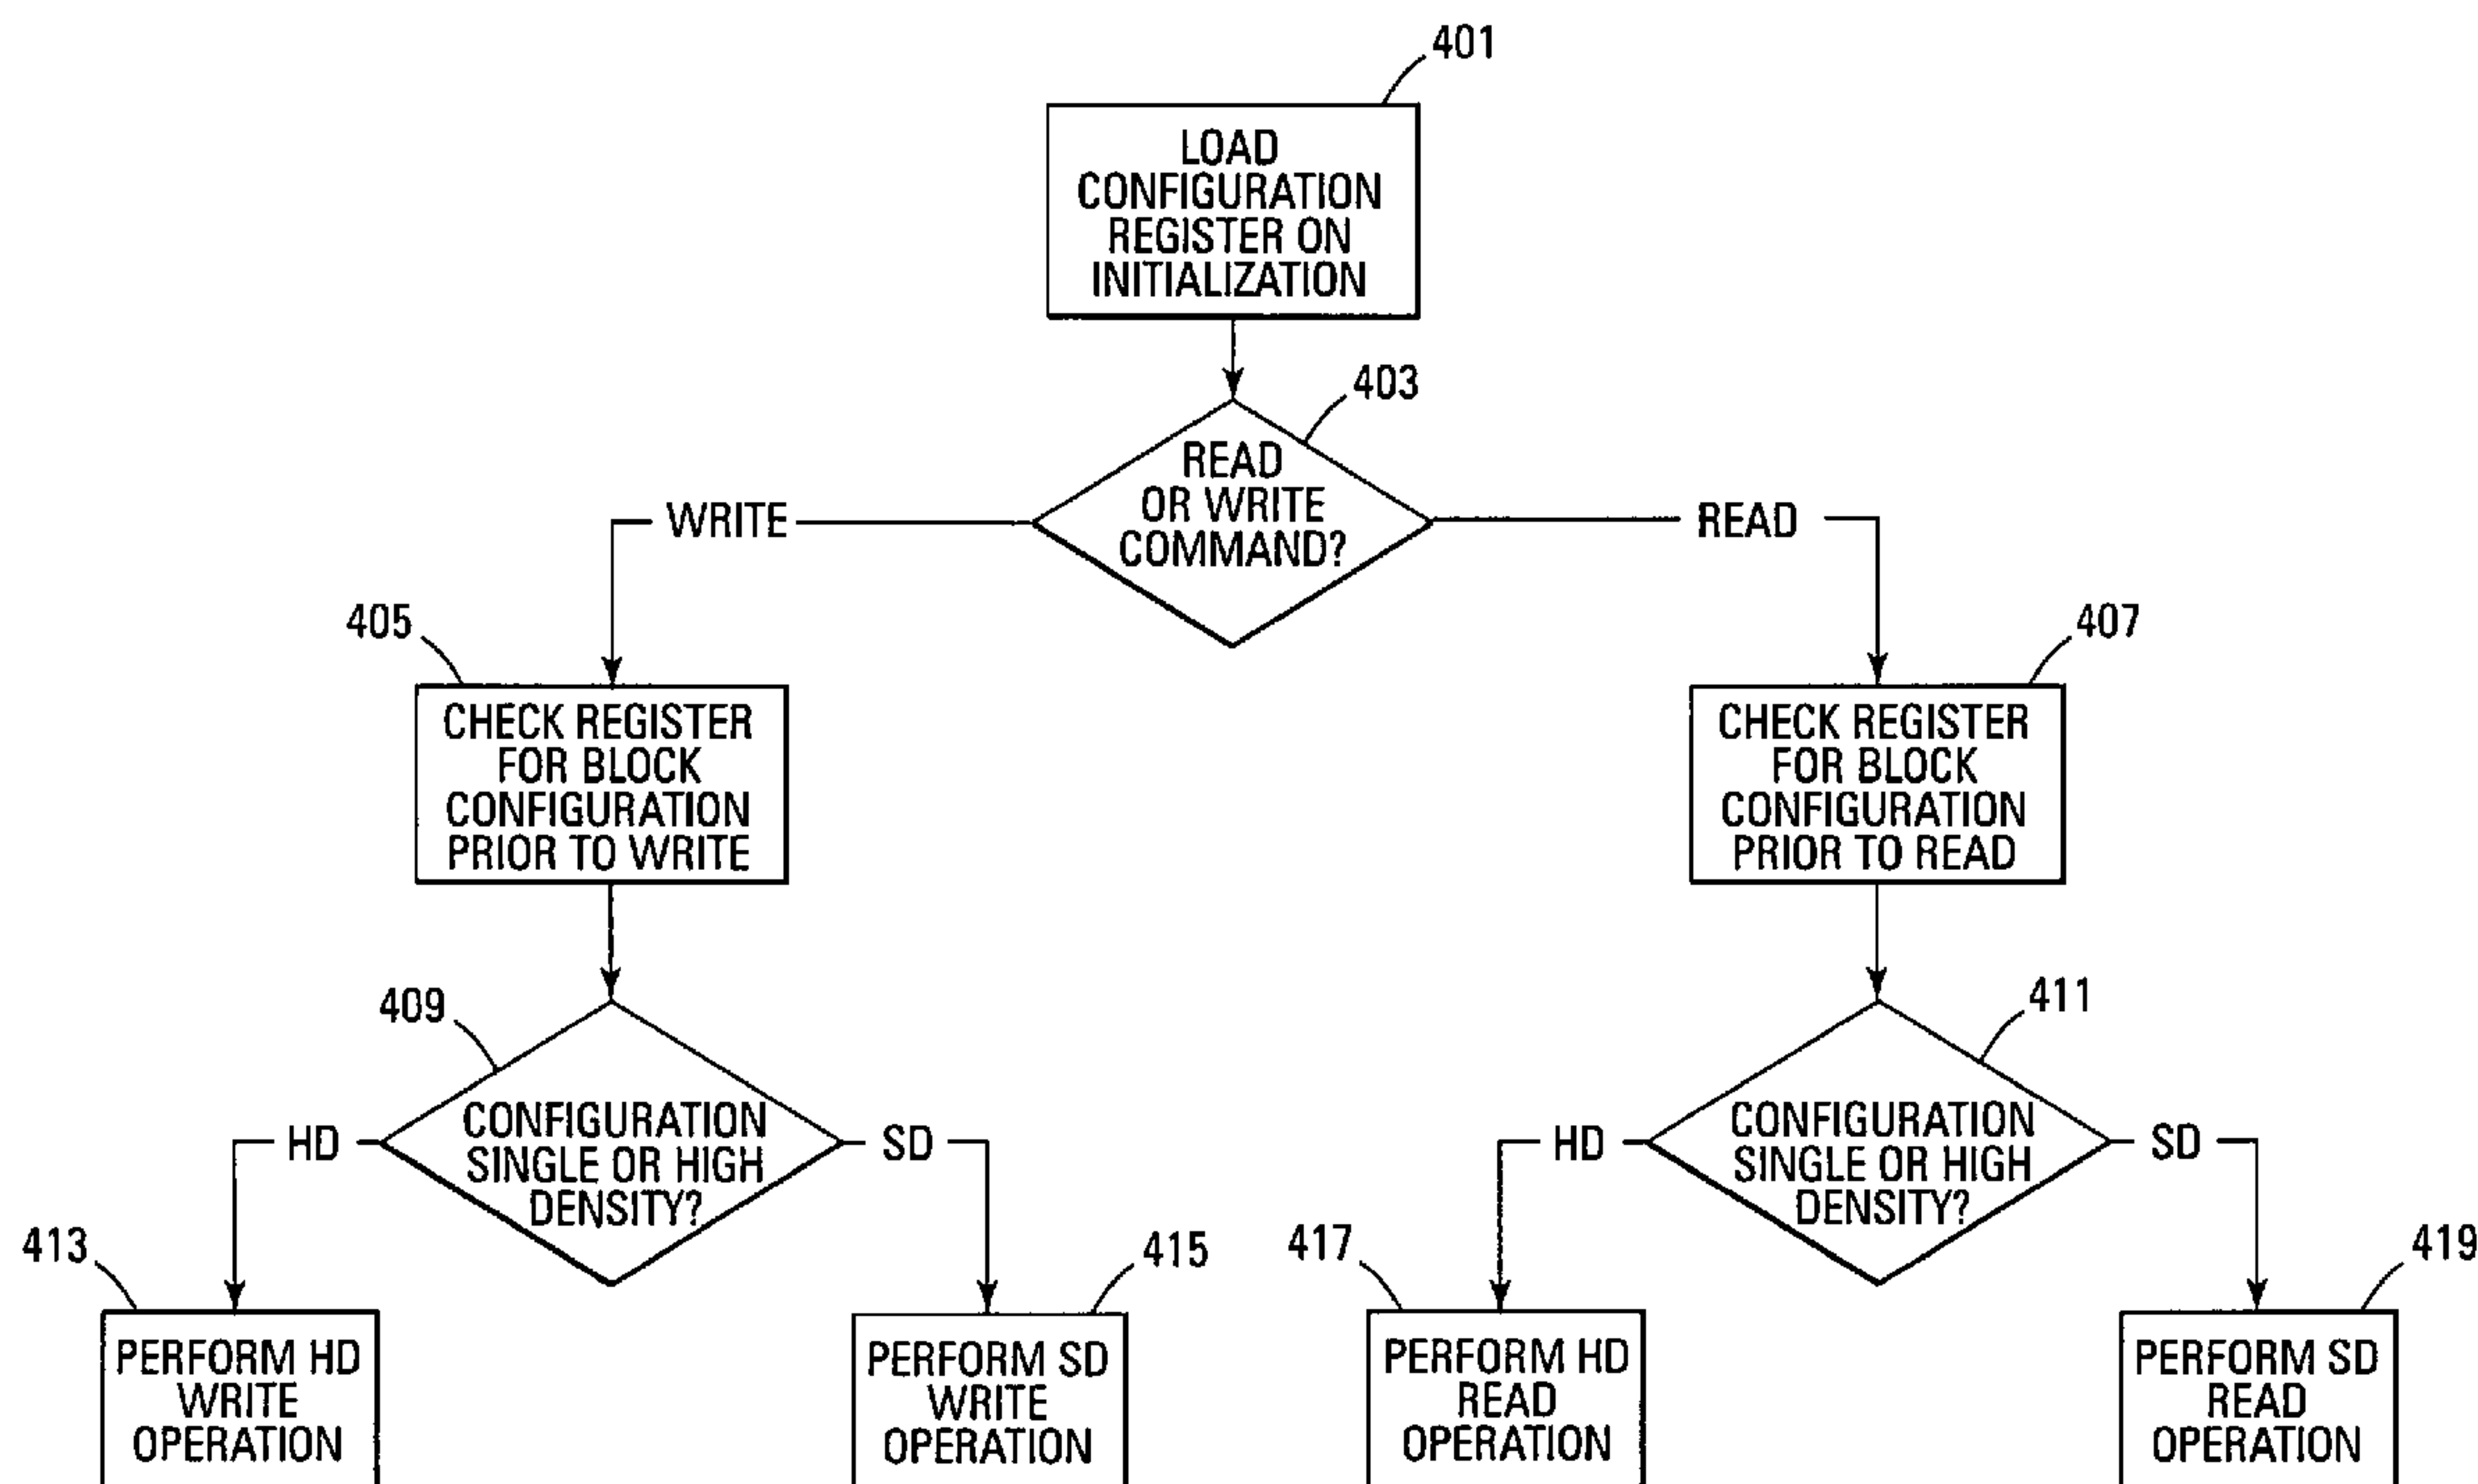 401
LOAD
CONFIGURATION
REGISTER ON
INITIALIZATION
403
READ
OR WRITE
COMMAND?
WRITE
READ
405
CHECK REGISTER
FOR BLOCK
CONFIGURATION
PRIOR TO WRITE
407
CHECK REGISTER
FOR BLOCK
CONFIGURATION
PRIOR TO READ
409
CONFIGURATION
SINGLE OR HIGH
DENSITY?
HD
SD
411
CONFIGURATION
SINGLE OR HIGH
DENSITY?
HD
SD
413
PERFORM HD
WRITE
OPERATION
415
PERFORM SD
WRITE
OPERATION
417
PERFORM HD
READ
OPERATION
419
PERFORM SD
READ
OPERATION